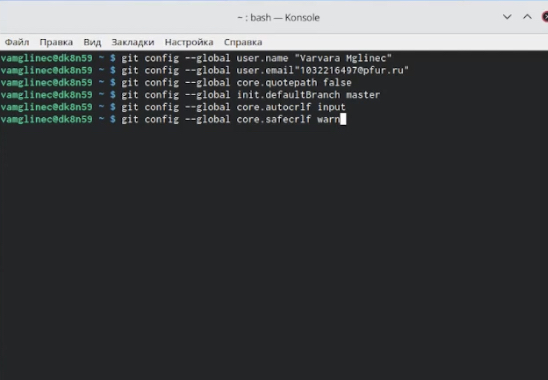 ~ : bash — Konsole
Файл Правка Вид Закладки Настройка Справка
vamglinec@dk8n59 ~ $ git config --global user.name "Varvara Mglinec"
vamglinec@dk8n59 ~ $ git config --global user.email"1032216497@pfur.ru"
vamglinec@dk8n59 ~ $ git config --global core.quotepath false
vamglinec@dk8n59 ~ $ git config --global init.defaultBranch master
vamglinec@dk8n59 ~ $ git config --global core.autocrlf input
vamglinec@dk8n59 ~ $ git config --global core.safecrlf warn